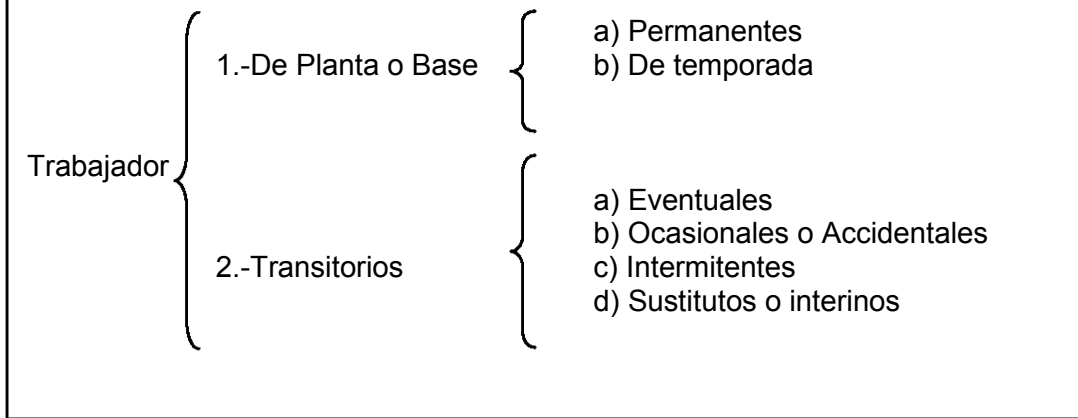 Trabajador
1.-De Planta o Base
a) Permanentes
b) De temporada
2.-Transitorios
a) Eventuales
b) Ocasionales o Accidentales
c) Intermitentes
d) Sustitutos o interinos